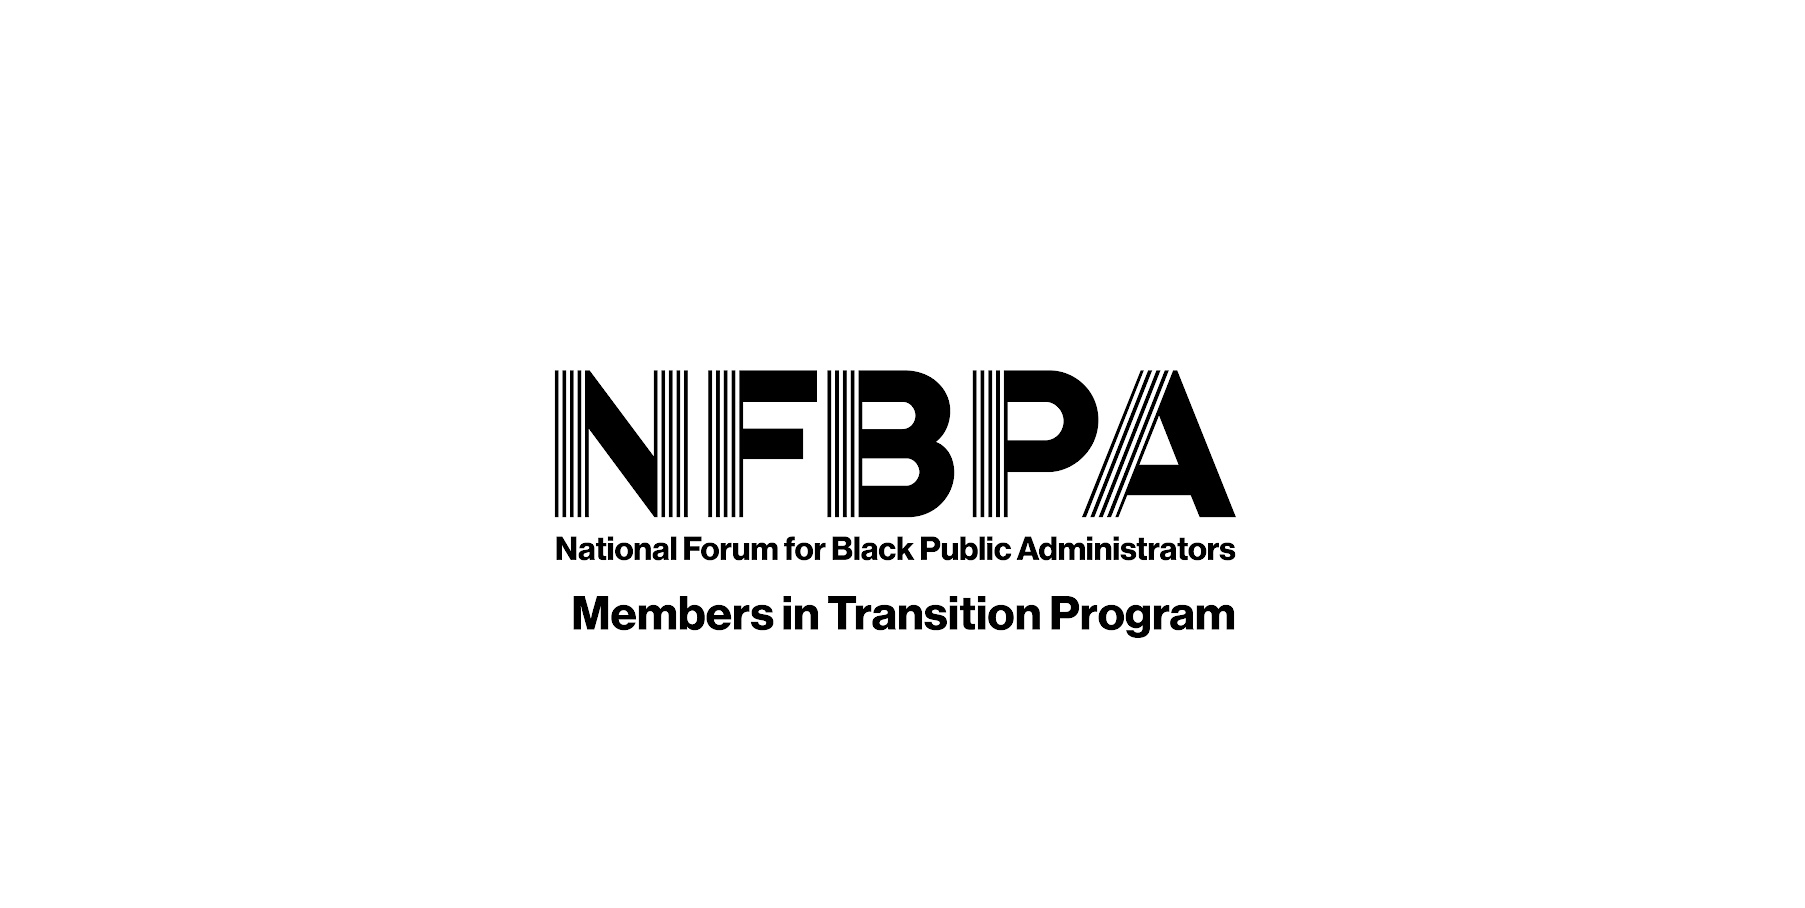 NFBPA
National Forum for Black Public Administrators
Members in Transition Program